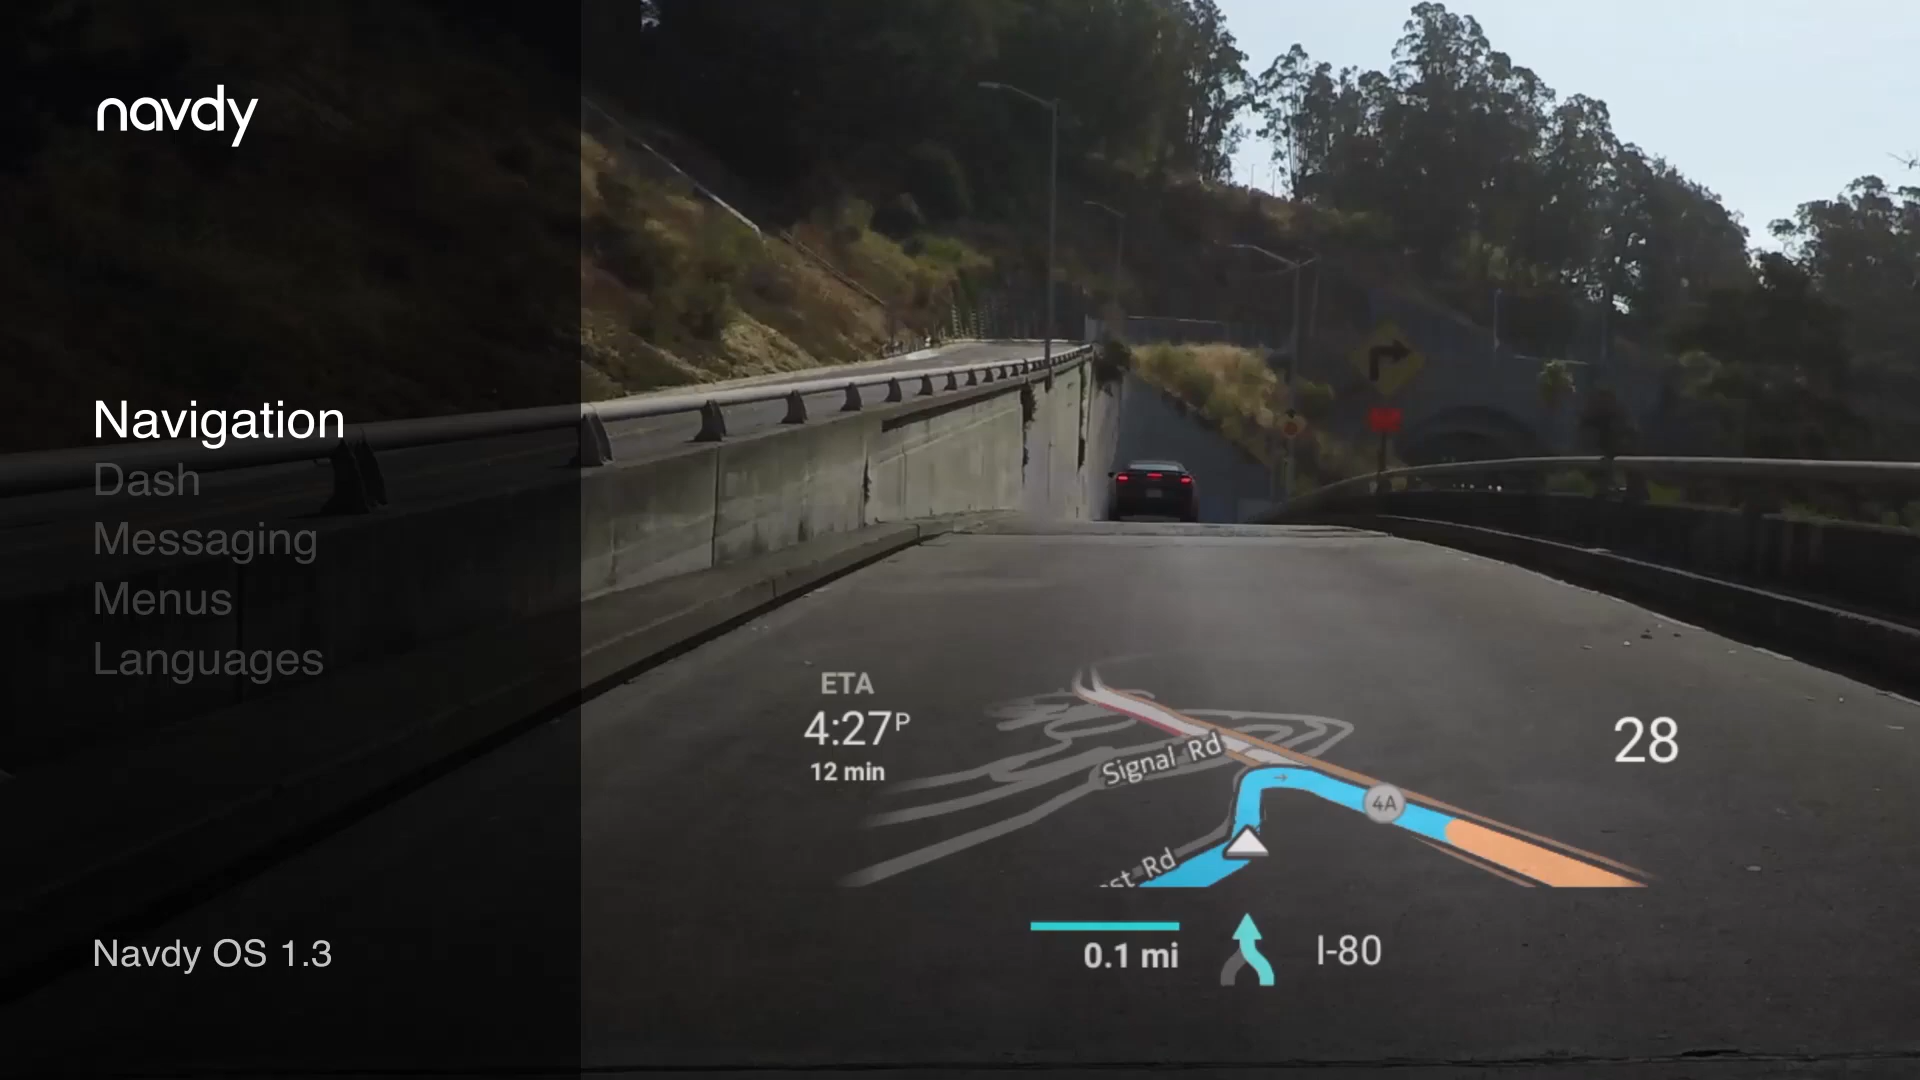 navdy
Navigation
Dash
Messaging
Menus
Languages
Navdy OS 1.3
ETA
4:27P
12 min
Signal Rd
4A
st Rd
28
0.1 mi
I-80